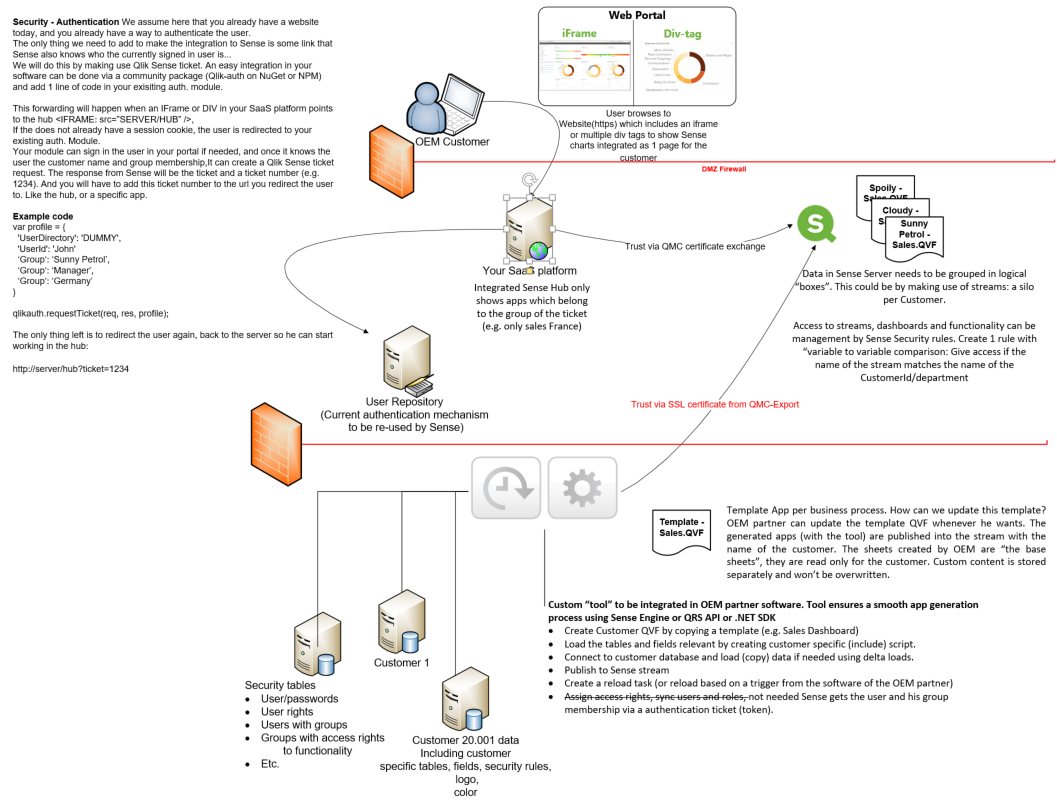 Security - Authentication We assume here that you already have a website
today, and you already have a way to authenticate the user.
The only thing we need to add to make the integration to Sense is some link that
Sense also knows who the currently signed in user is...
We will do this by making use Qlik Sense ticket. An easy integration in your
software can be done via a community package (Qlik-auth on NuGet or NPM)
and add 1 line of code in your exisiting auth. module.
This forwarding will happen when an IFrame or DIV in your SaaS platform points
to the hub <IFRAME: src="SERVER/HUB" />,
If the does not already have a session cookie, the user is redirected to your
existing auth. Module.
Your module can sign in the user in your portal if needed, and once it knows the
user the customer name and group membership,It can create a Qlik Sense ticket
request. The response from Sense will be the ticket and a ticket number (e.g.
1234). And you will have to add this ticket number to the url you redirect the user
to. Like the hub, or a specific app.
Example code
var profile = {
'UserDirectory': 'DUMMY',
'UserId': 'John'
'Group': 'Sunny Petrol',
'Group': 'Manager',
'Group': 'Germany'
}
qlikauth.requestTicket(req, res, profile);
The only thing left is to redirect the user again, back to the server so he can start
working in the hub:
http://server/hub?ticket=1234
Web Portal
iFrame
Div-tag
OEM Customer
User browses to
Website(https) which includes an iframe
or multiple div tags to show Sense
charts integrated as 1 page for the
customer
DMZ Firewall
Your SaaS platform
Integrated Sense Hub only
shows apps which belong
to the group of the ticket
(e.g. only sales France)
Trust via QMC certificate exchange
S
Spoily -
Sales.QVF
Cloudy -
S
Sunny
Petrol -
Sales.QVF
Data in Sense Server needs to be grouped in logical
"boxes". This could be by making use of streams: a silo
per Customer.
Access to streams, dashboards and functionality can be
management by Sense Security rules. Create 1 rule with
"variable to variable comparison: Give access if the
name of the stream matches the name of the
CustomerId/department
User Repository
(Current authentication mechanism
to be re-used by Sense)
Trust via SSL certificate from QMC-Export
Template -
Sales.QVF
Template App per business process. How can we update this template?
OEM partner can update the template QVF whenever he wants. The
generated apps (with the tool) are published into the stream with the
name of the customer. The sheets created by OEM are "the base
sheets", they are read only for the customer. Custom content is stored
separately and won't be overwritten.
Custom "tool" to be integrated in OEM partner software. Tool ensures a smooth app generation
process using Sense Engine or QRS API or .NET SDK
• Create Customer QVF by copying a template (e.g. Sales Dashboard)
• Load the tables and fields relevant by creating customer specific (include) script.
• Connect to customer database and load (copy) data if needed using delta loads.
• Publish to Sense stream
• Create a reload task (or reload based on a trigger from the software of the OEM partner)
• Assign access rights, sync users and roles, not needed Sense gets the user and his group
membership via a authentication ticket (token).
Customer 1
Security tables
• User/passwords
• User rights
• Users with groups
• Groups with access rights
to functionality
• Etc.
Customer 20.001 data
Including customer
specific tables, fields, security rules,
logo,
color